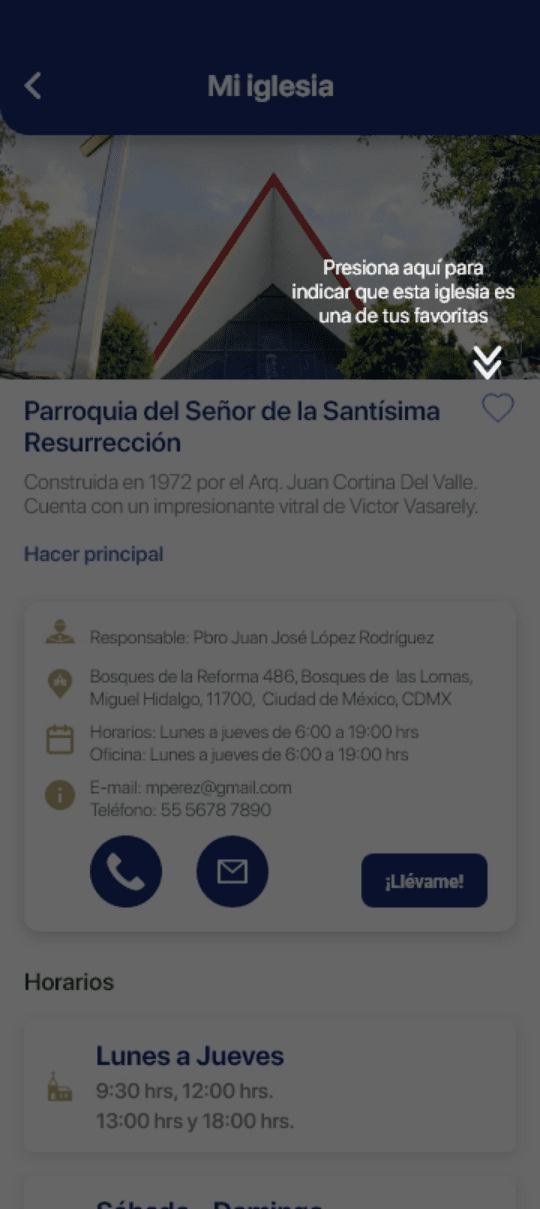 Mi iglesia
Presiona aquí para
indicar que esta iglesia es
una de tus favoritas
Parroquia del Señor de la Santísima
Resurrección
Construida en 1972 por el Arq. Juan Cortina Del Valle.
Cuenta con un impresionante vitral de Victor Vasarely.
Hacer principal
Responsable: Pbro Juan José López Rodríguez
Bosques de la Reforma 486, Bosques de las Lomas,
Miguel Hidalgo, 11700, Ciudad de México, CDMX
Horarios: Lunes a jueves de 6:00 a 19:00 hrs
Oficina: Lunes a jueves de 6:00 a 19:00 hrs
E-mail: mperez@gmail.com
Teléfono: 55 5678 7890
¡Llévame!
Horarios
Lunes a Jueves
9:30 hrs, 12:00 hrs.
13:00 hrs y 18:00 hrs.
Sábado - Domingo